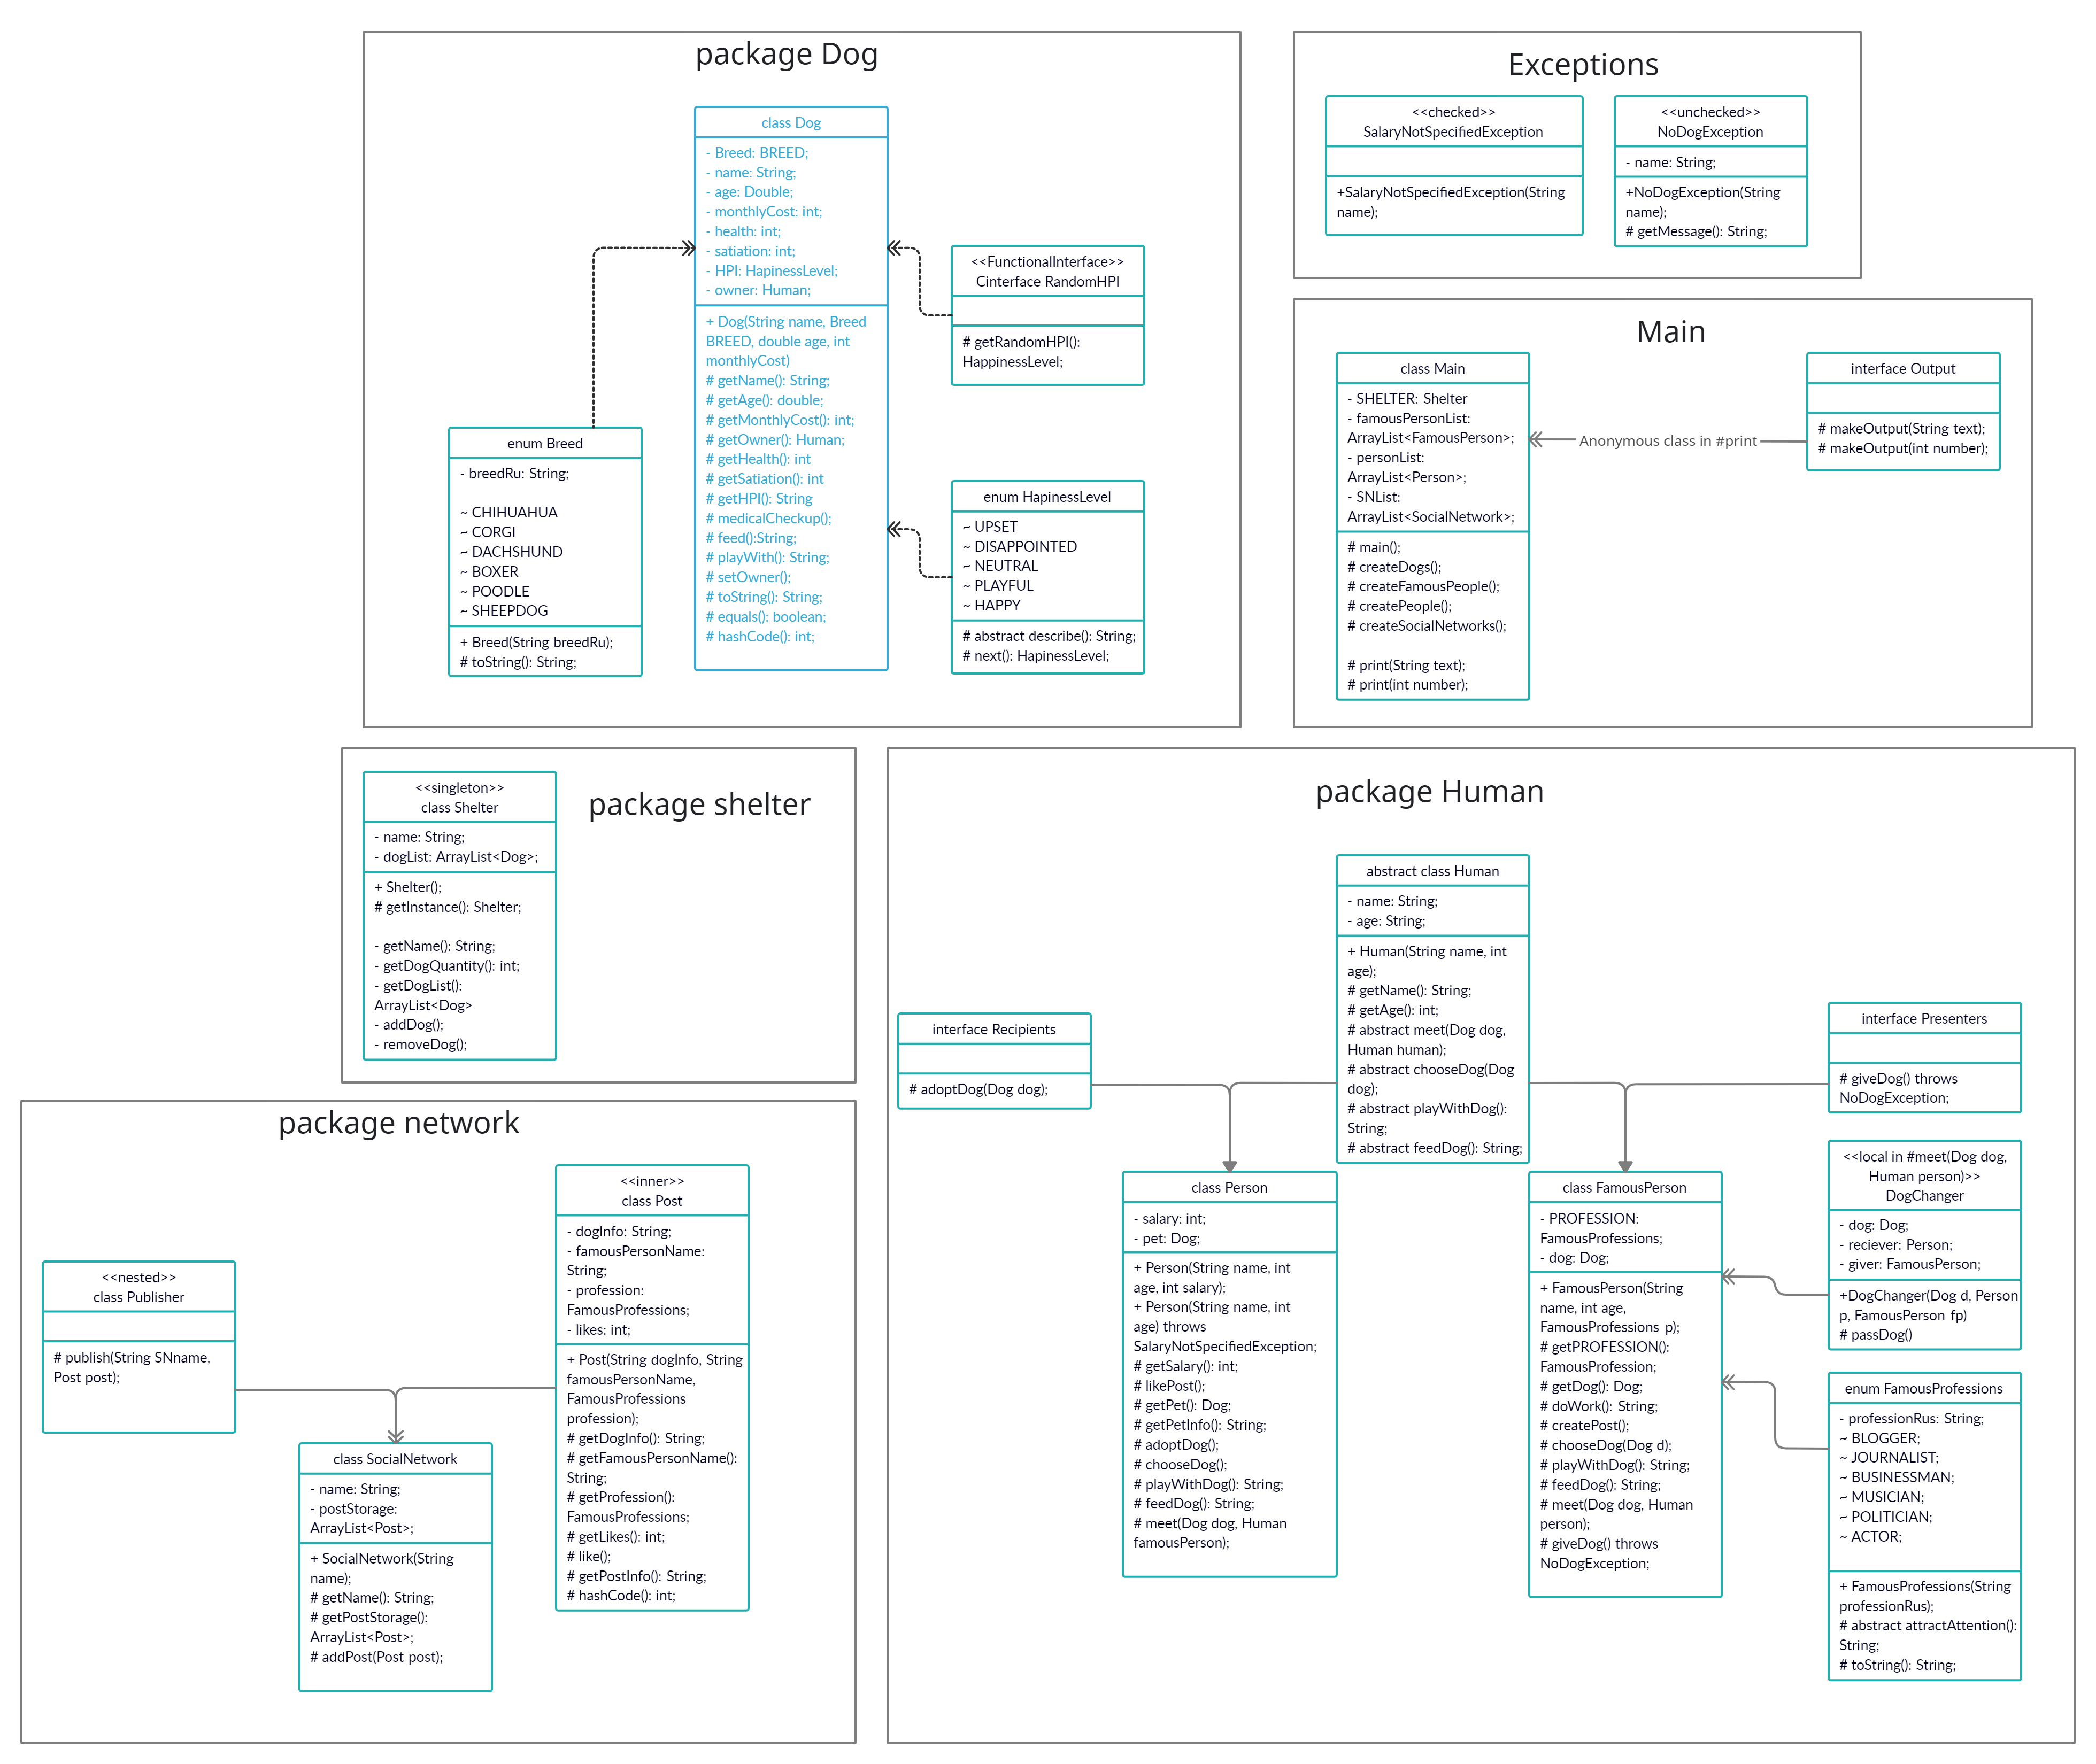 package Dog
class Dog
- Breed: BREED;
- name: String;
- age: Double;
- monthlyCost: int;
- health: int;
- satiation: int;
- HPI: HapinessLevel;
- owner: Human;
+ Dog(String name, Breed
BREED, double age, int
monthlyCost)
# getName(): String;
# getAge(): double;
# getMonthlyCost(): int;
# getOwner(): Human;
# getHealth(): int
# getSatiation(): int
# getHPI(): String
# medicalCheckup();
# feed():String;
# playWith(): String;
# setOwner();
# toString(): String;
# equals(): boolean;
# hashCode(): int;
<<FunctionalInterface>>
Cinterface RandomHPI
# getRandomHPI():
HappinessLevel;
enum Breed
- breedRu: String;
~ CHIHUAHUA
~ CORGI
~ DACHSHUND
~ BOXER
~ POODLE
~ SHEEPDOG
+ Breed(String breedRu);
# toString(): String;
enum HapinessLevel
~ UPSET
~ DISAPPOINTED
~ NEUTRAL
~ PLAYFUL
~ HAPPY
# abstract describe(): String;
# next(): HapinessLevel;
Exceptions
<<checked>>
SalaryNotSpecifiedException
+SalaryNotSpecifiedException(String
name);
<<unchecked>>
NoDogException
- name: String;
+NoDogException(String
name);
# getMessage(): String;
Main
class Main
- SHELTER: Shelter
- famousPersonList:
ArrayList<FamousPerson>;
- personList:
ArrayList<Person>;
- SNList:
ArrayList<SocialNetwork>;
# main();
# createDogs();
# createFamousPeople();
# createPeople();
# createSocialNetworks();
# print(String text);
# print(int number);
Anonymous class in #print
interface Output
# makeOutput(String text);
# makeOutput(int number);
package shelter
<<singleton>>
class Shelter
- name: String;
- dogList: ArrayList<Dog>;
+ Shelter();
# getInstance(): Shelter;
- getName(): String;
- getDogQuantity(): int;
- getDogList():
ArrayList<Dog>
- addDog();
- removeDog();
package network
<<nested>>
class Publisher
# publish(String SNname,
Post post);
<<inner>>
class Post
- dogInfo: String;
- famousPersonName:
String;
- profession:
FamousProfessions;
- likes: int;
+ Post(String dogInfo, String
famousPersonName,
FamousProfessions
profession);
# getDogInfo(): String;
# getFamousPersonName():
String;
# getProfession():
FamousProfessions;
# getLikes(): int;
# like();
# getPostInfo(): String;
# hashCode(): int;
class SocialNetwork
- name: String;
- postStorage:
ArrayList<Post>;
+ SocialNetwork(String
name);
# getName(): String;
# getPostStorage():
ArrayList<Post>;
# addPost(Post post);
package Human
abstract class Human
- name: String;
- age: String;
+ Human(String name, int
age);
# getName(): String;
# getAge(): int;
# abstract meet(Dog dog,
Human human);
# abstract chooseDog(Dog
dog);
# abstract playWithDog():
String;
# abstract feedDog(): String;
interface Recipients
# adoptDog(Dog dog);
interface Presenters
# giveDog() throws
NoDogException;
class Person
- salary: int;
- pet: Dog;
+ Person(String name, int
age, int salary);
+ Person(String name, int
age) throws
SalaryNotSpecifiedException;
# getSalary(): int;
# likePost();
# getPet(): Dog;
# getPetInfo(): String;
# adoptDog();
# chooseDog();
# playWithDog(): String;
# feedDog(): String;
# meet(Dog dog, Human
famousPerson);
class FamousPerson
- PROFESSION:
FamousProfessions;
- dog: Dog;
+ FamousPerson(String
name, int age,
FamousProfessions p);
# getPROFESSION():
FamousProfession;
# getDog(): Dog;
# doWork(): String;
# createPost();
# chooseDog(Dog d);
# playWithDog(): String;
# feedDog(): String;
# meet(Dog dog, Human
person);
# giveDog() throws
NoDogException;
<<local in #meet(Dog dog,
Human person)>>
DogChanger
- dog: Dog;
- reciever: Person;
- giver: FamousPerson;
+DogChanger(Dog d, Person
p, FamousPerson fp)
# passDog()
enum FamousProfessions
- professionRus: String;
~ BLOGGER;
~ JOURNALIST;
~ BUSINESSMAN;
~ MUSICIAN;
~ POLITICIAN;
~ ACTOR;
+ FamousProfessions(String
professionRus);
# abstract attractAttention():
String;
# toString(): String;